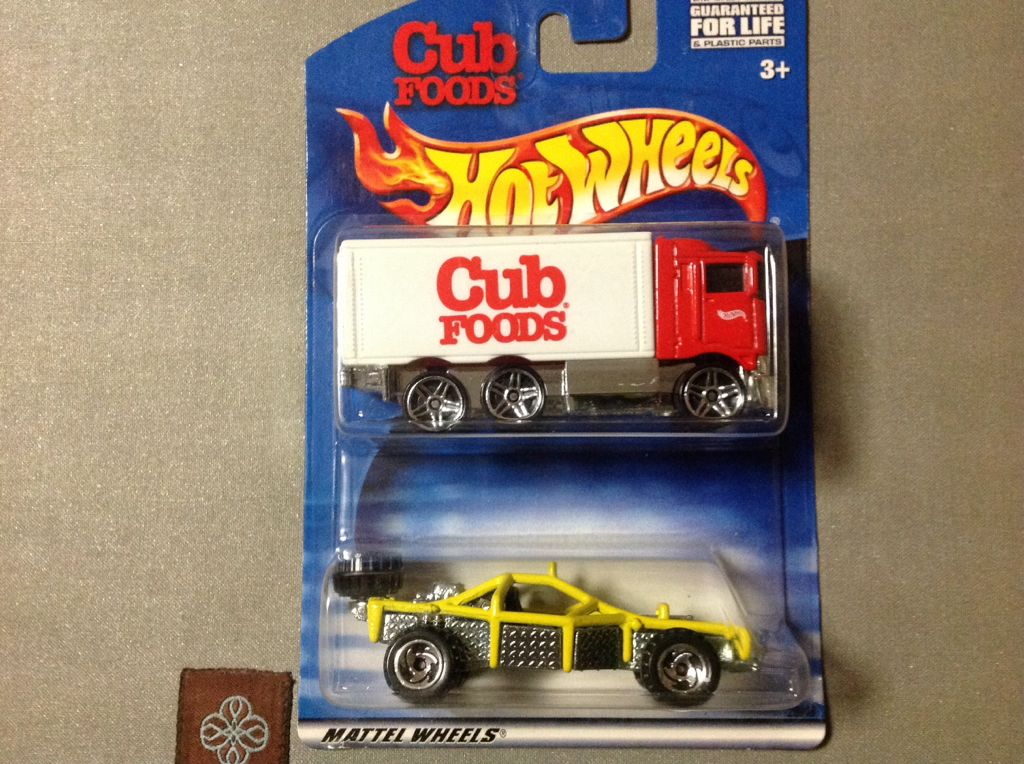 GUARANTEED
FOR LIFE
& PLASTIC PARTS
3+
Cub
FOODS®
HOT WHEELS®
Cub
FOODS®
MATTEL WHEELS®